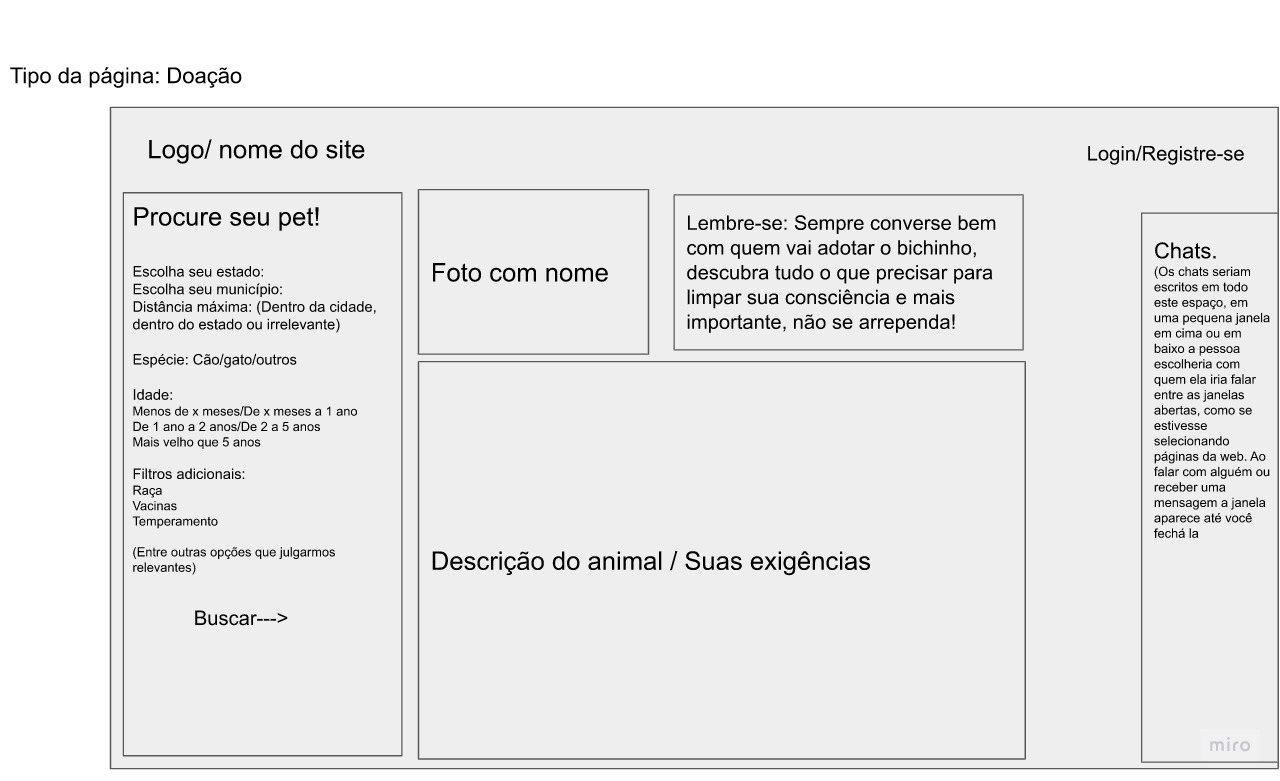 Tipo da página: Doação
Logo/ nome do site
Login/Registre-se
Procure seu pet!
Escolha seu estado:
Escolha seu município:
Distância máxima: (Dentro da cidade,
dentro do estado ou irrelevante)
Espécie: Cão/gato/outros
Idade:
Menos de x meses/De x meses a 1 ano
De 1 ano a 2 anos/De 2 a 5 anos
Mais velho que 5 anos
Filtros adicionais:
Raça
Vacinas
Temperamento
(Entre outras opções que julgarmos
relevantes)
Buscar--->
Foto com nome
Lembre-se: Sempre converse bem
com quem vai adotar o bichinho,
descubra tudo o que precisar para
limpar sua consciência e mais
importante, não se arrependa!
Descrição do animal / Suas exigências
Chats.
(Os chats seriam
escritos em todo
este espaço, em
uma pequena janela
em cima ou em
baixo a pessoa
escolheria com
quem ela iria falar
entre as janelas
abertas, como se
estivesse
selecionando
páginas da web. Ao
falar com alguém ou
receber uma
mensagem a janela
aparece até você
fechá la
miro